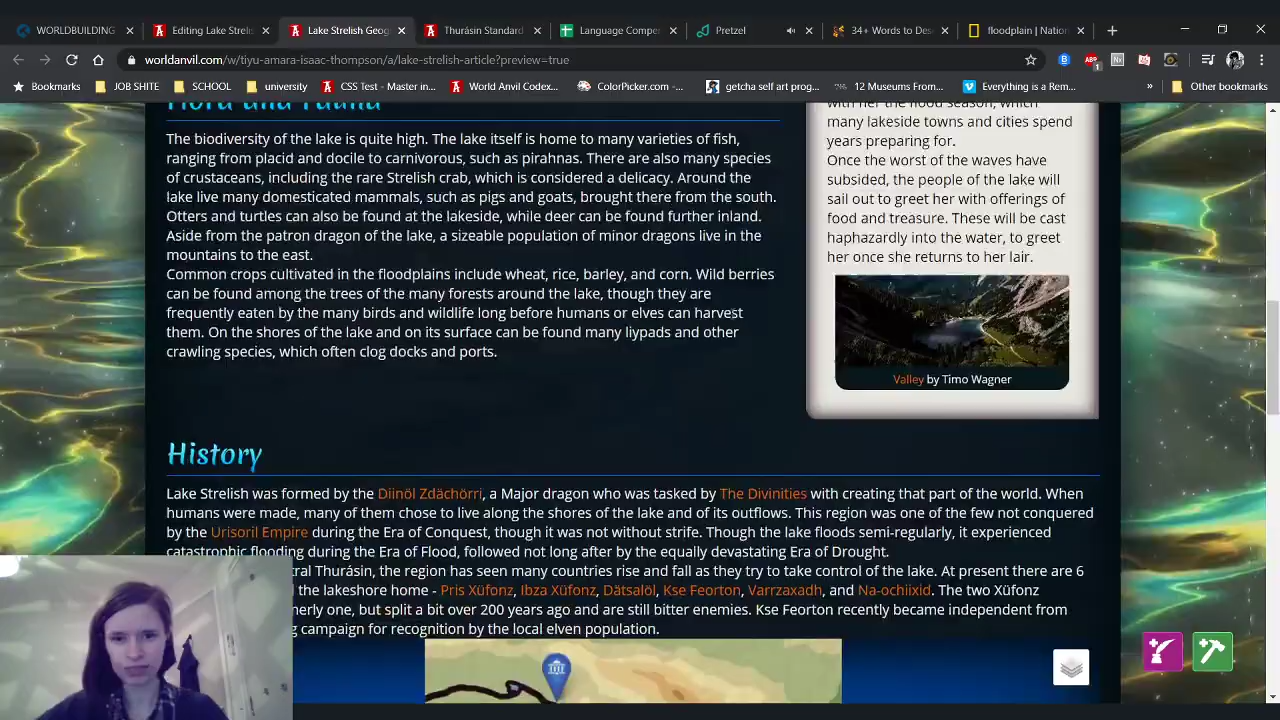 WORLDBUILDING
Editing Lake Strelis
Lake Strelish Geog
Thurásin Standard
Language Compe
Pretzel
34+ Words to Des
floodplain | Nation
worldanvil.com/w/tiyu-amara-isaac-thompson/a/lake-strelish-article?preview=true
Bookmarks
JOB SHITE
SCHOOL
university
CSS Test - Master in...
World Anvil Codex...
ColorPicker.com -...
getcha self art prog...
12 Museums From...
Everything is a Rem...
Other bookmarks
Flora and Fauna
The biodiversity of the lake is quite high. The lake itself is home to many varieties of fish,
ranging from placid and docile to carnivorous, such as pirahnas. There are also many species
of crustaceans, including the rare Strelish crab, which is considered a delicacy. Around the
lake live many domesticated mammals, such as pigs and goats, brought there from the south.
Otters and turtles can also be found at the lakeside, while deer can be found further inland.
Aside from the patron dragon of the lake, a sizeable population of minor dragons live in the
mountains to the east.
Common crops cultivated in the floodplains include wheat, rice, barley, and corn. Wild berries
can be found among the trees of the many forests around the lake, though they are
frequently eaten by the many birds and wildlife long before humans or elves can harvest
them. On the shores of the lake and on its surface can be found many liypads and other
crawling species, which often clog docks and ports.
with her the flood season, which
many lakeside towns and cities spend
years preparing for.
Once the worst of the waves have
subsided, the people of the lake will
sail out to greet her with offerings of
food and treasure. These will be cast
haphazardly into the water, to greet
her once she returns to her lair.
Valley by Timo Wagner
History
Lake Strelish was formed by the Diinöl Zdächörri, a Major dragon who was tasked by The Divinities with creating that part of the world. When
humans were made, many of them chose to live along the shores of the lake and of its outflows. This region was one of the few not conquered
by the Urisoril Empire during the Era of Conquest, though it was not without strife. Though the lake floods semi-regularly, it experienced
catastrophic flooding during the Era of Flood, followed not long after by the equally devastating Era of Drought.
tral Thurásin, the region has seen many countries rise and fall as they try to take control of the lake. At present there are 6
the lakeshore home - Pris Xüfonz, Ibza Xüfonz, Dätsalöl, Kse Feorton, Varrzaxadh, and Na-ochiixid. The two Xüfonz
nerly one, but split a bit over 200 years ago and are still bitter enemies. Kse Feorton recently became independent from
g campaign for recognition by the local elven population.